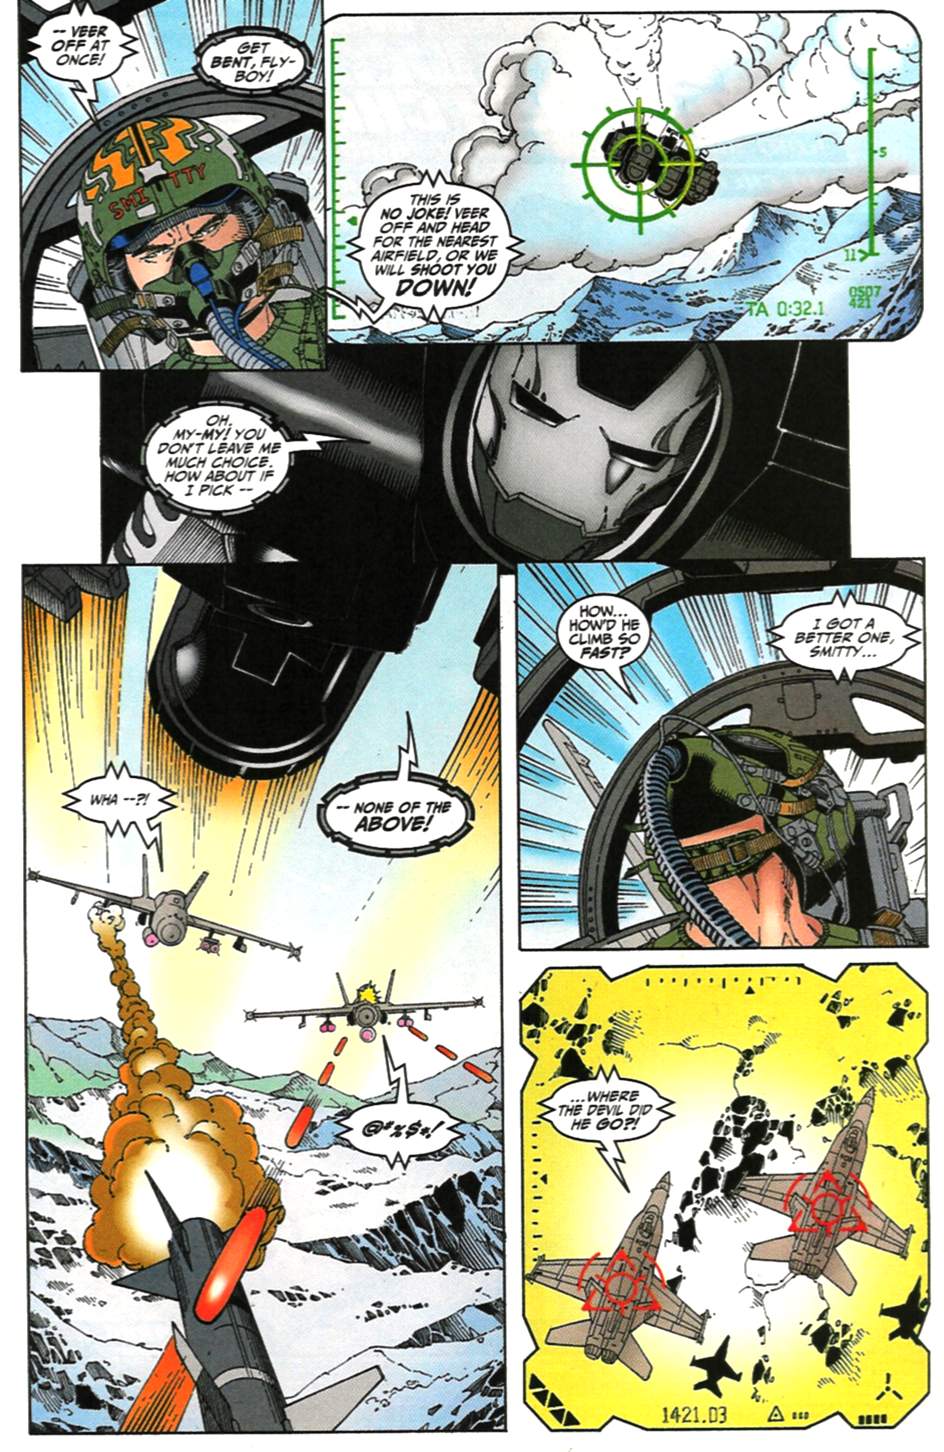 -- VEER
OFF AT
ONCE!
GET
BENT, FLY-
BOY!
SMITTY
THIS IS
NO JOKE! VEER
OFF AND HEAD
FOR THE NEAREST
AIRFIELD, OR WE
WILL SHOOT YOU
DOWN!
5
11
TA 0:32.1
0507
421
OH,
MY-MY! YOU
DON'T LEAVE ME
MUCH CHOICE.
HOW ABOUT IF
I PICK --
WHA --?!
-- NONE OF THE
ABOVE!
@*%$*!
HOW...
HOW'D HE
CLIMB SO
FAST?
I GOT A
BETTER ONE,
SMITTY...
...WHERE
THE DEVIL DID
HE GO?!
1421.03